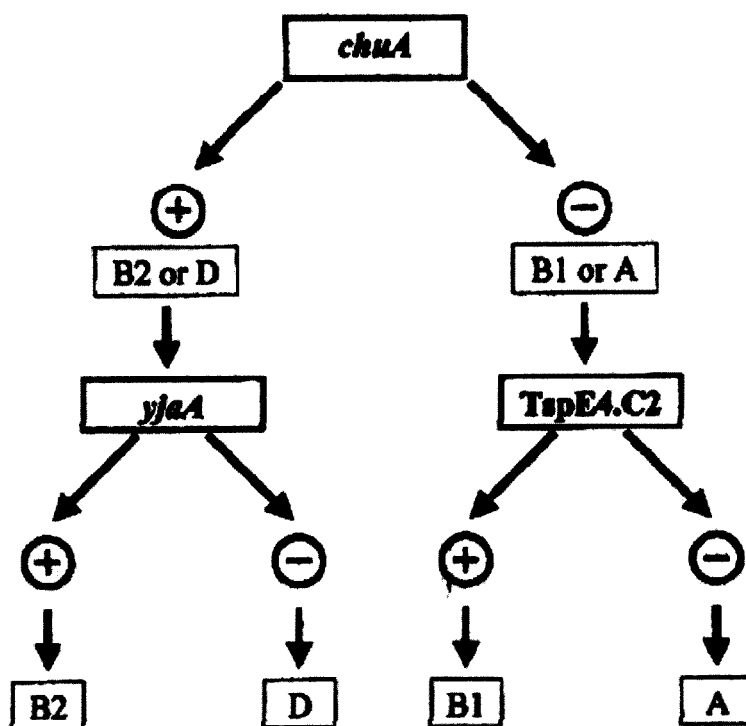 chuA
+
−
B2 or D
B1 or A
yjaA
TspE4.C2
+
−
+
−
B2
D
B1
A